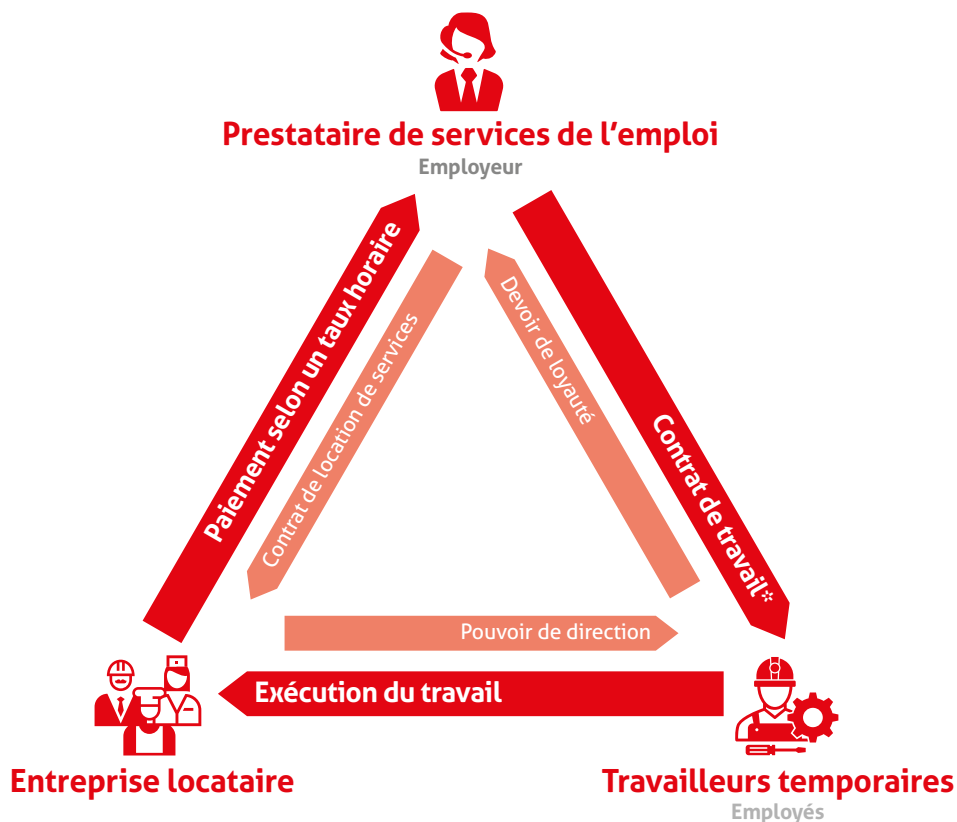 Prestataire de services de l’emploi
Employeur
Paiement selon un taux horaire
Contrat de location de services
Devoir de loyauté
Contrat de travail*
Pouvoir de direction
Exécution du travail
Entreprise locataire
Travailleurs temporaires
Employés